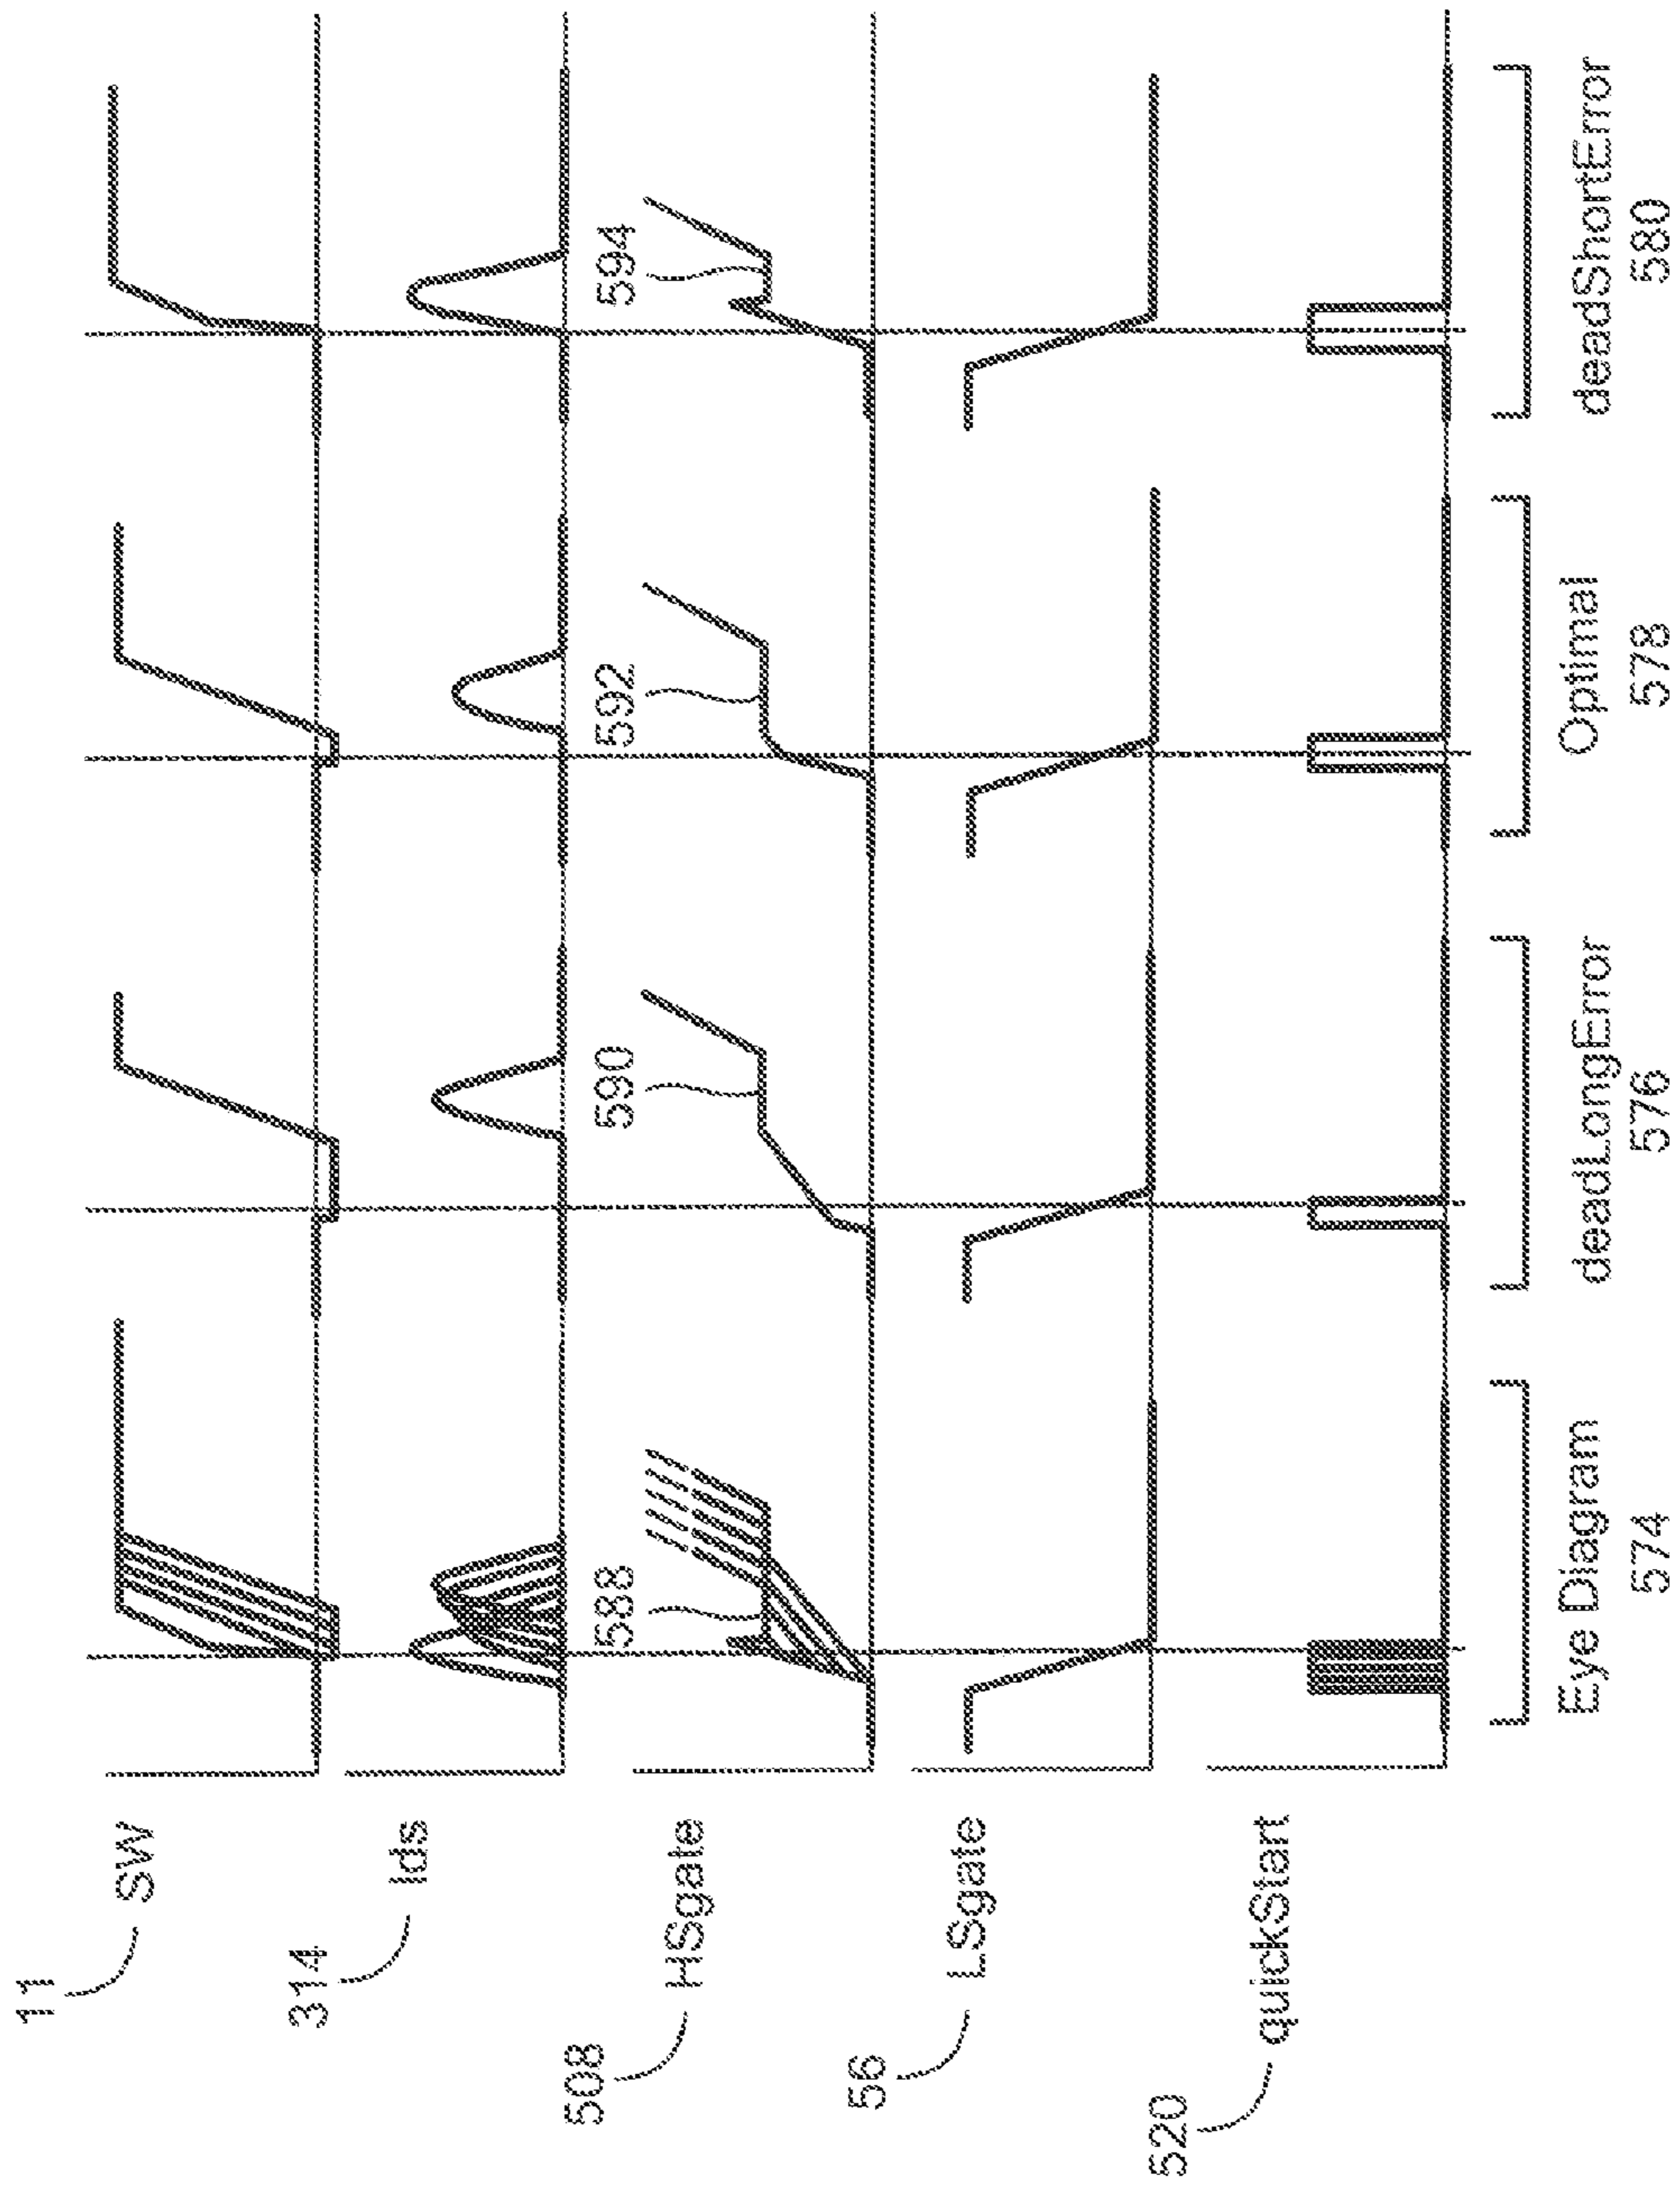 11
SW
314
Ids
508
HSgate
56
LSgate
520
quickStart
588
590
592
594
Eye Diagram
574
deadLongError
576
Optimal
578
deadShortError
580